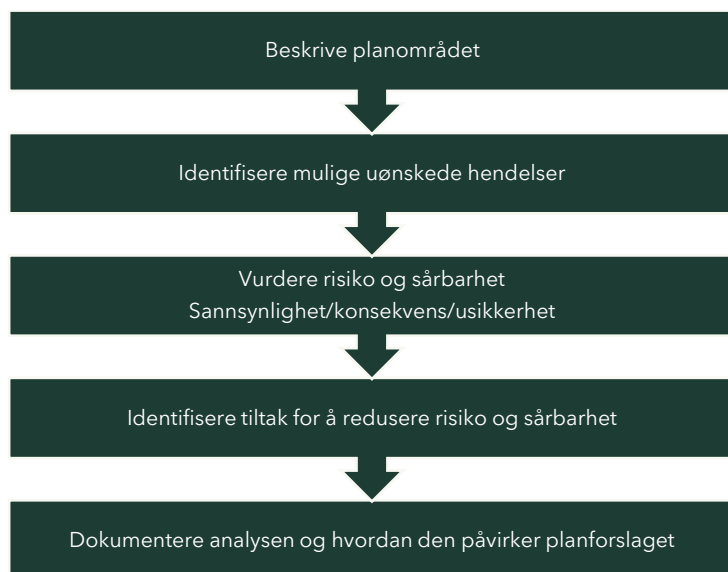 Beskrive planområdet
Identifisere mulige uønskede hendelser
Vurdere risiko og sårbarhet
Sannsynlighet/konsekvens/usikkerhet
Identifisere tiltak for å redusere risiko og sårbarhet
Dokumentere analysen og hvordan den påvirker planforslaget